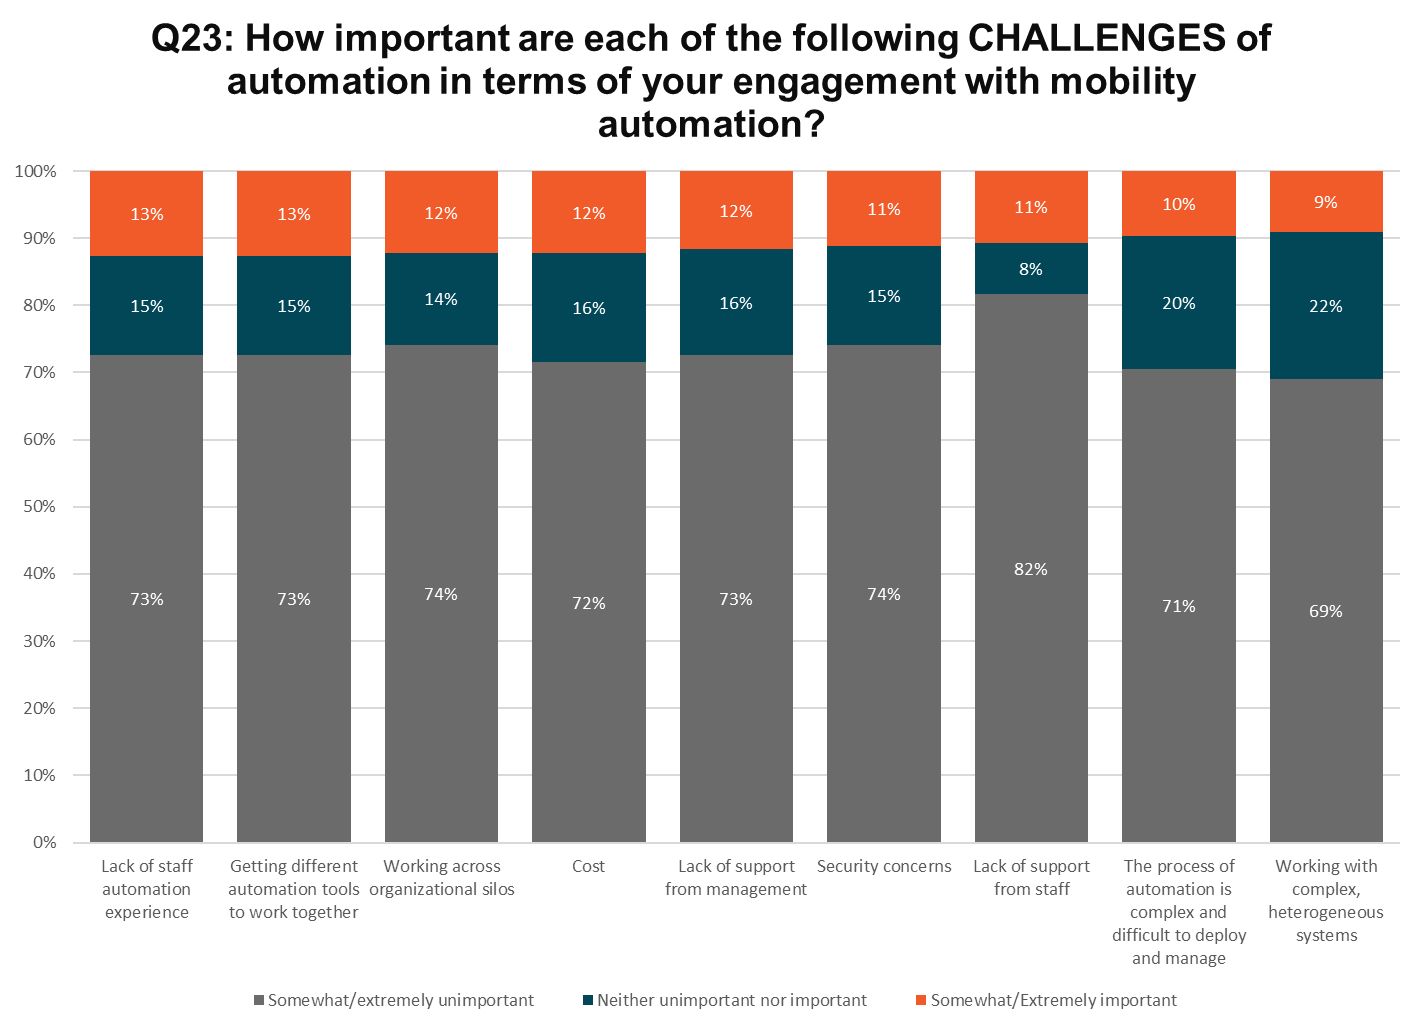 Q23: How important are each of the following CHALLENGES of
automation in terms of your engagement with mobility
automation?
100%
90%
80%
70%
60%
50%
40%
30%
20%
10%
0%
13% 13% 12% 12% 12% 11% 11% 10% 9%
15% 15% 14% 16% 16% 15% 8% 20% 22%
73% 73% 74% 72% 73% 74% 82% 71% 69%
Lack of staff
automation
experience
Getting different
automation tools
to work together
Working across
organizational silos
Cost
Lack of support
from management
Security concerns
Lack of support
from staff
The process of
automation is
complex and
difficult to deploy
and manage
Working with
complex,
heterogeneous
systems
Somewhat/extremely unimportant
Neither unimportant nor important
Somewhat/Extremely important